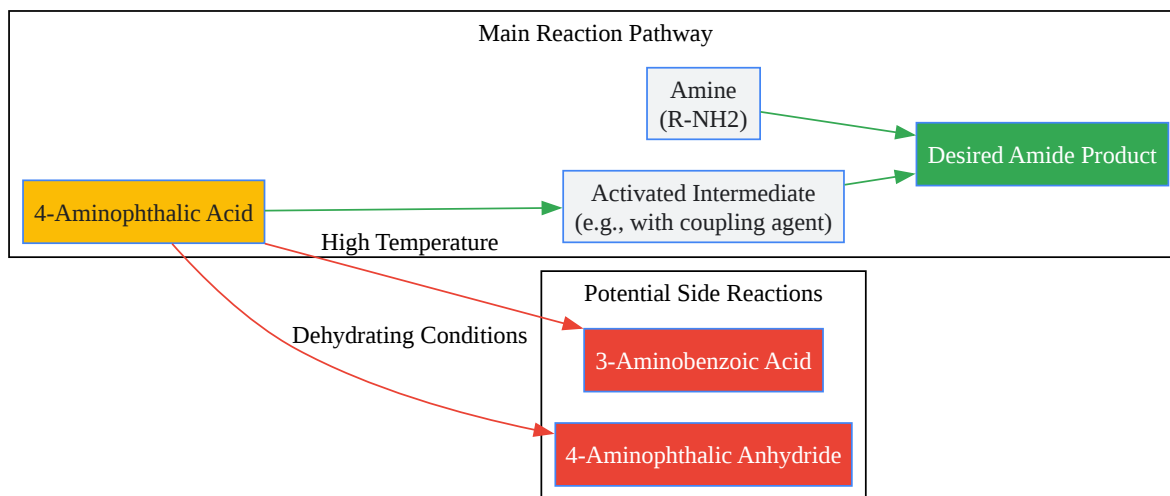 Main Reaction Pathway
Amine
(R-NH2)
Desired Amide Product
Activated Intermediate
(e.g., with coupling agent)
4-Aminophthalic Acid
High Temperature
Potential Side Reactions
Dehydrating Conditions
3-Aminobenzoic Acid
4-Aminophthalic Anhydride